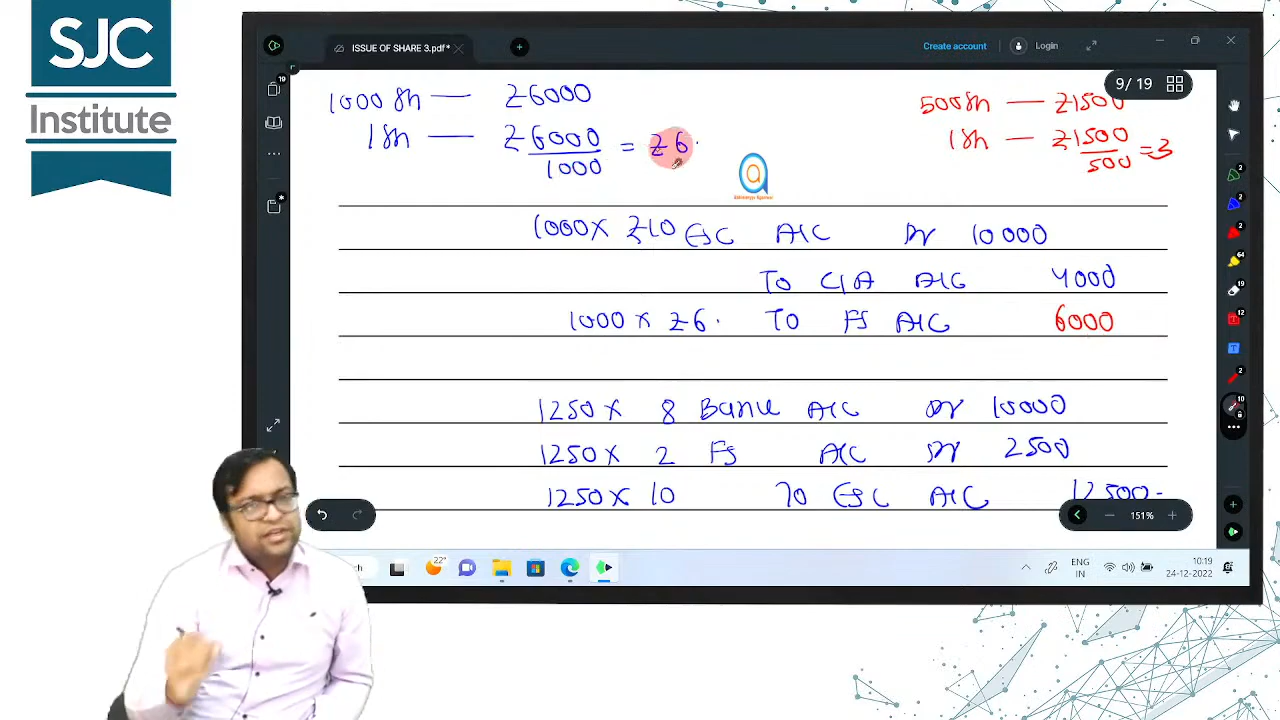 SJC
Institute
ISSUE OF SHARE 3.pdf*
Create account
Login
9/19
1000 Sh — ₹6000
1 Sh — ₹6000/1000 = ₹6
500 Sh — ₹1500
1 Sh — ₹1500/500 = 3
1000 × ₹10 ESC A/C Dr 10000
To C/A A/C 4000
1000 × ₹6. To FS A/C 6000
1250 × 8 Bank A/C Dr 10000
1250 × 2 FS A/C Dr 2500
1250 × 10 To ESC A/C 12500
151%
22°
ENG
IN
10:19
24-12-2022